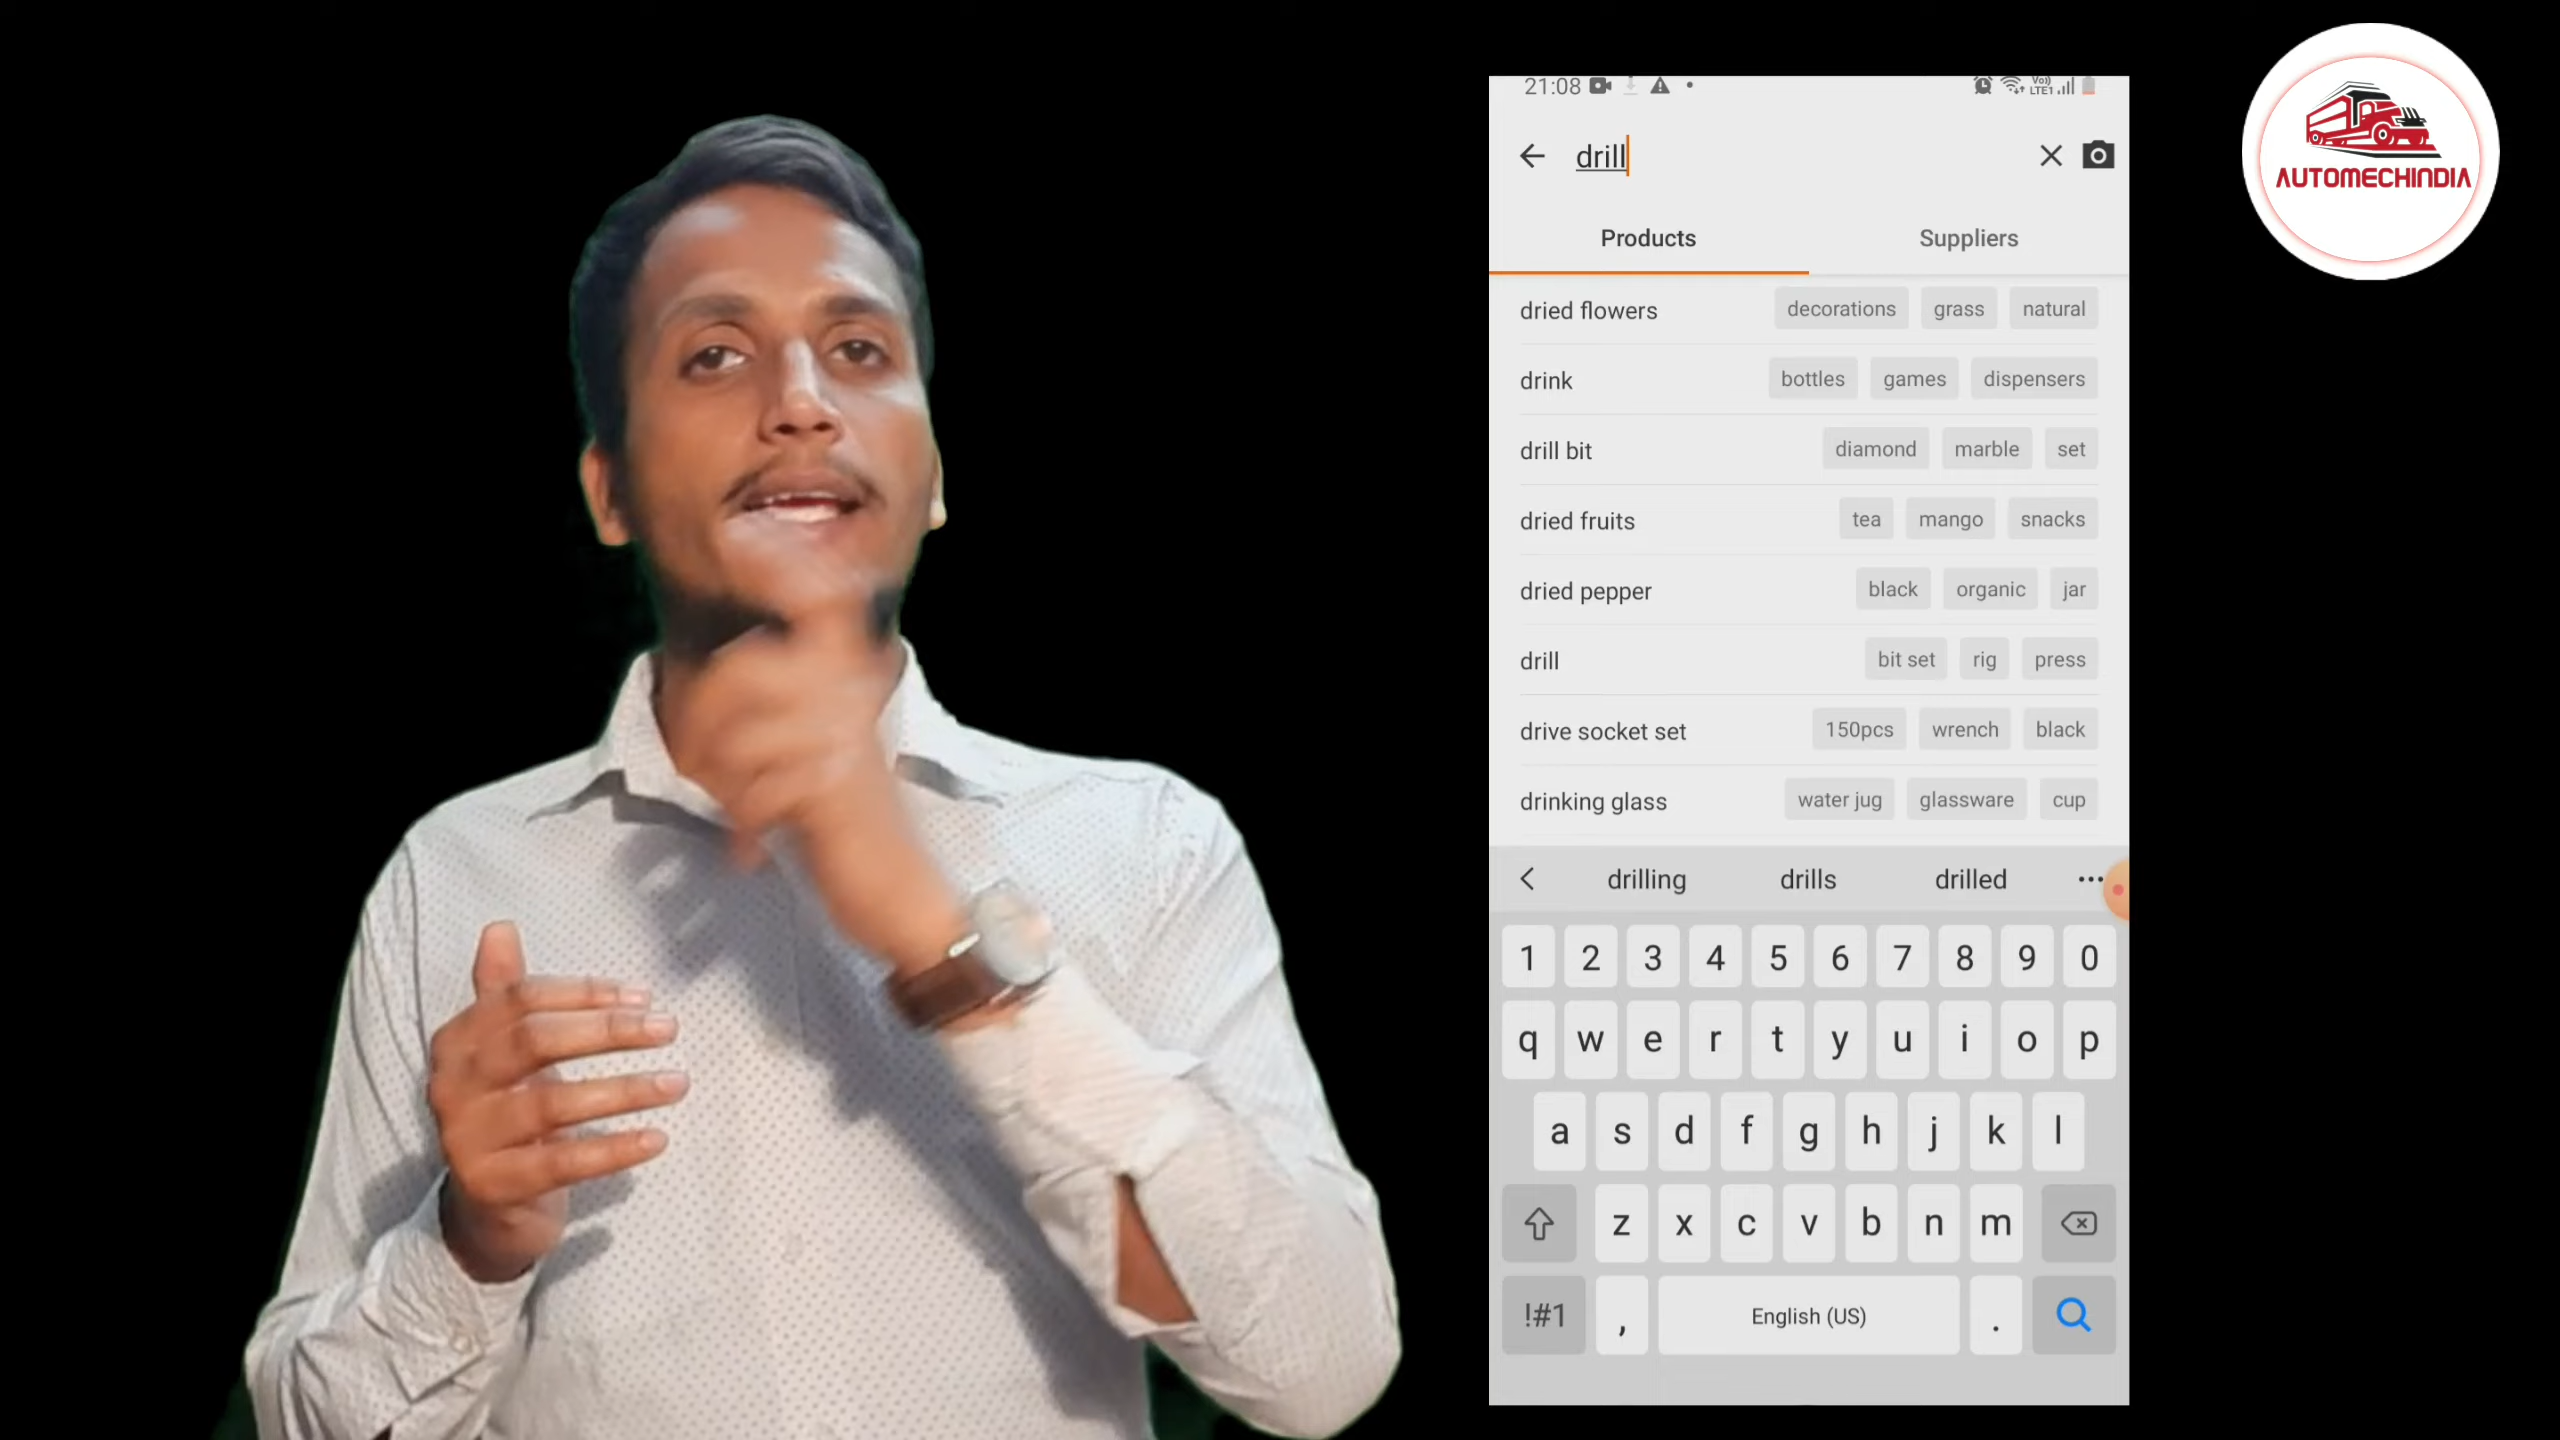 21:08 Vo) LTE1
drill
AUTOMECHINDIA
Products Suppliers
dried flowers decorations grass natural
drink bottles games dispensers
drill bit diamond marble set
dried fruits tea mango snacks
dried pepper black organic jar
drill bit set rig press
drive socket set 150pcs wrench black
drinking glass water jug glassware cup
drilling drills drilled
1 2 3 4 5 6 7 8 9 0
q w e r t y u i o p
a s d f g h j k l
z x c v b n m
!#1 , English (US) .